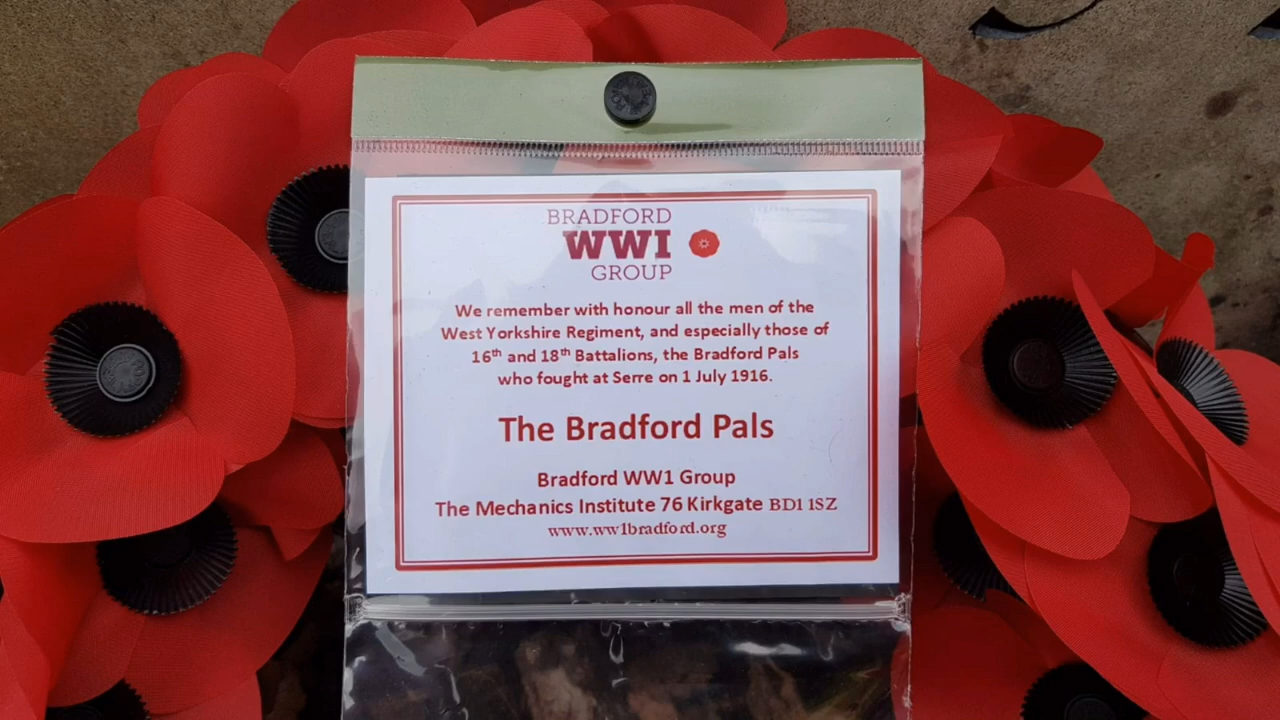 BRADFORD
WWI
GROUP
We remember with honour all the men of the
West Yorkshire Regiment, and especially those of
16th and 18th Battalions, the Bradford Pals
who fought at Serre on 1 July 1916.
The Bradford Pals
Bradford WW1 Group
The Mechanics Institute 76 Kirkgate BD1 1SZ
www.ww1bradford.org